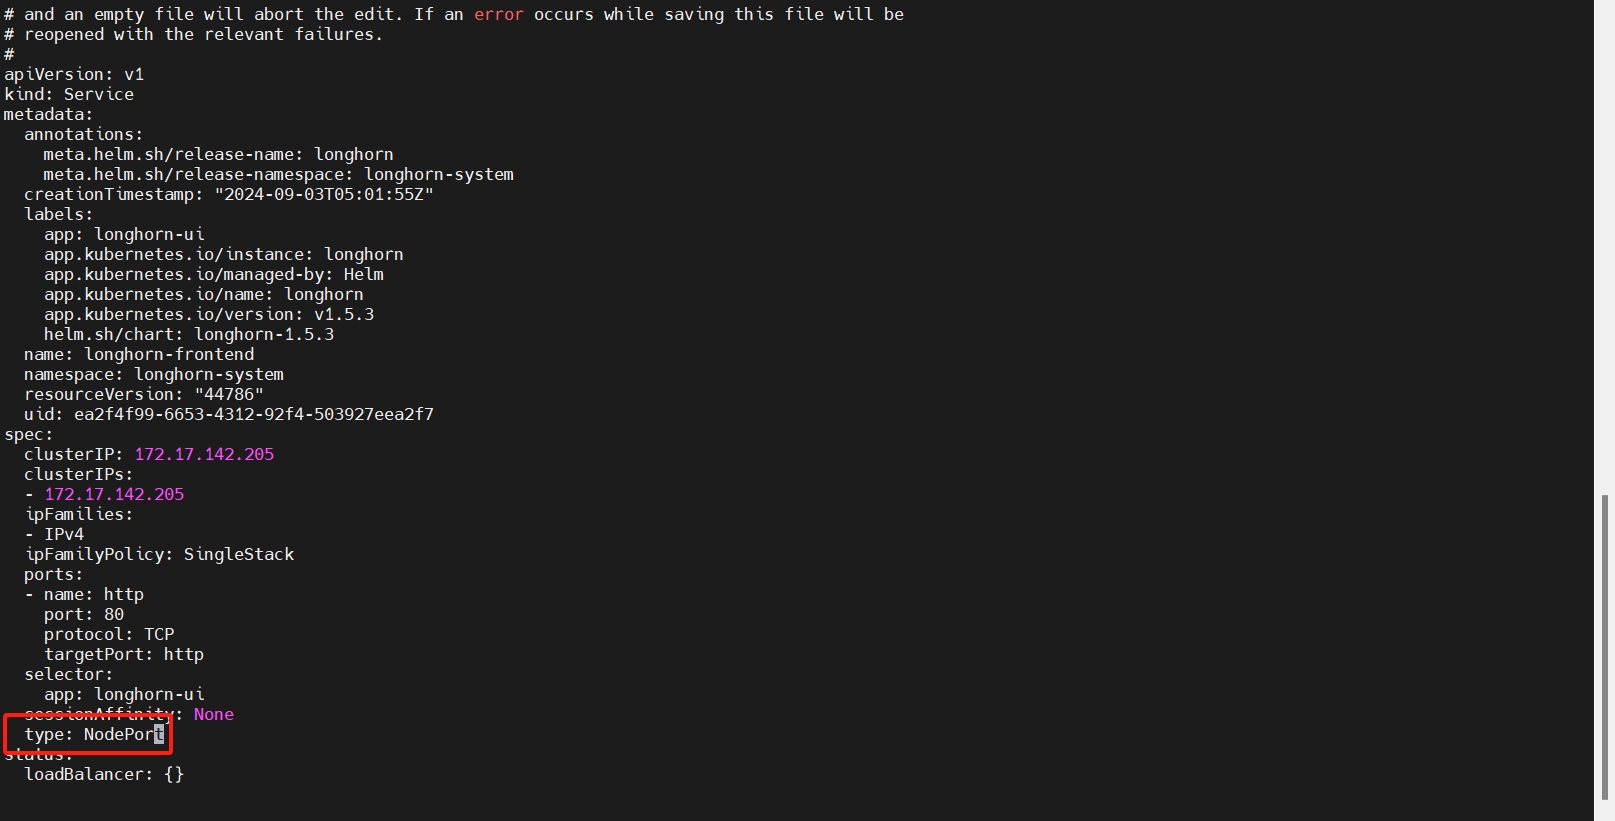 # and an empty file will abort the edit. If an error occurs while saving this file will be
# reopened with the relevant failures.
#
apiVersion: v1
kind: Service
metadata:
  annotations:
    meta.helm.sh/release-name: longhorn
    meta.helm.sh/release-namespace: longhorn-system
  creationTimestamp: "2024-09-03T05:01:55Z"
  labels:
    app: longhorn-ui
    app.kubernetes.io/instance: longhorn
    app.kubernetes.io/managed-by: Helm
    app.kubernetes.io/name: longhorn
    app.kubernetes.io/version: v1.5.3
    helm.sh/chart: longhorn-1.5.3
  name: longhorn-frontend
  namespace: longhorn-system
  resourceVersion: "44786"
  uid: ea2f4f99-6653-4312-92f4-503927eea2f7
spec:
  clusterIP: 172.17.142.205
  clusterIPs:
  - 172.17.142.205
  ipFamilies:
  - IPv4
  ipFamilyPolicy: SingleStack
  ports:
  - name: http
    port: 80
    protocol: TCP
    targetPort: http
  selector:
    app: longhorn-ui
  sessionAffinity: None
  type: NodePort
status:
  loadBalancer: {}